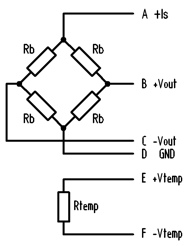 A +Is
Rb Rb
B +Vout
Rb Rb
C -Vout
D GND
E +Vtemp
Rtemp
F -Vtemp